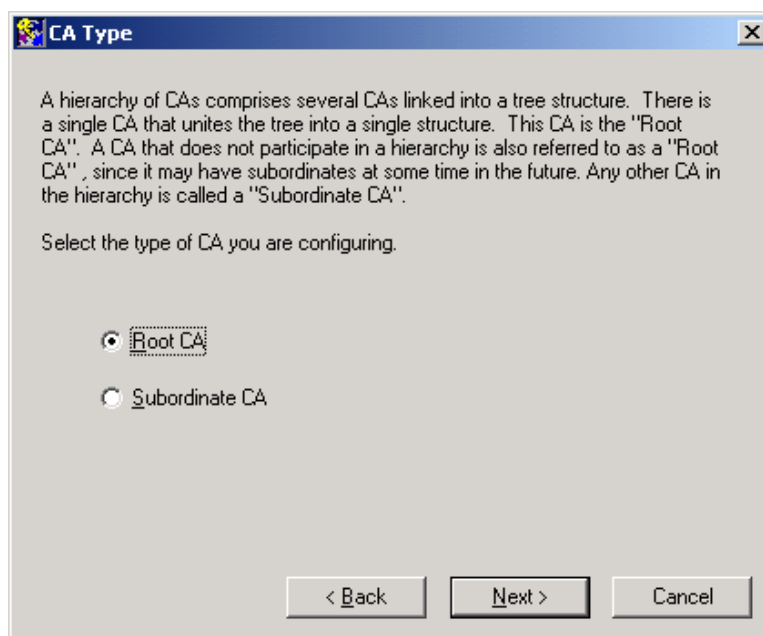 CA Type
A hierarchy of CAs comprises several CAs linked into a tree structure.  There is
a single CA that unites the tree into a single structure.  This CA is the "Root
CA".  A CA that does not participate in a hierarchy is also referred to as a "Root
CA" , since it may have subordinates at some time in the future. Any other CA in
the hierarchy is called a "Subordinate CA".
Select the type of CA you are configuring.
Root CA
Subordinate CA
< Back
Next >
Cancel